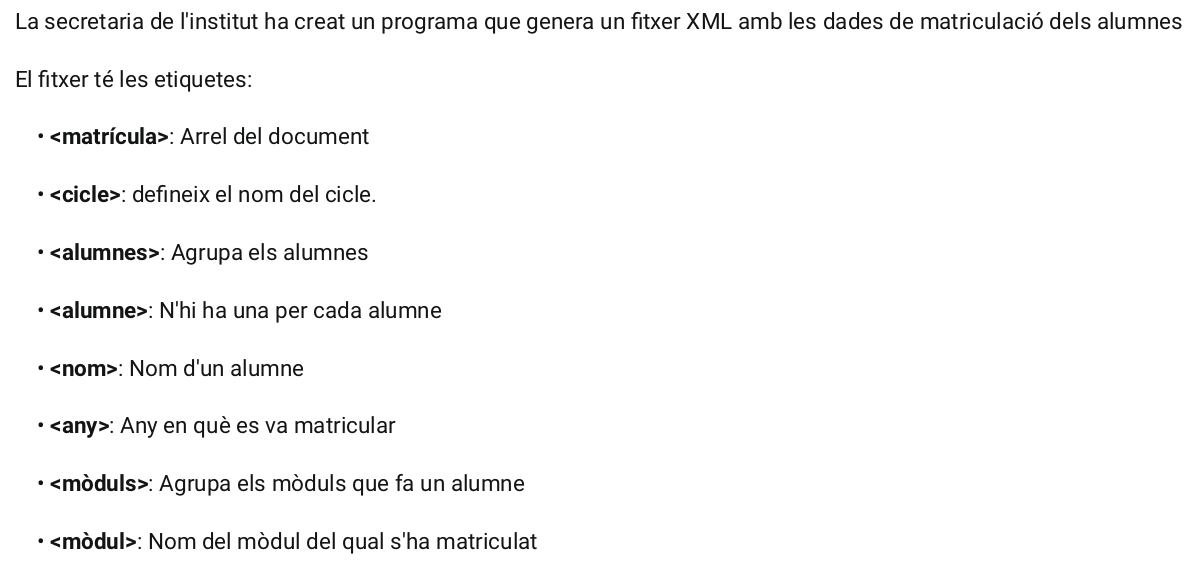 La secretaria de l'institut ha creat un programa que genera un fitxer XML amb les dades de matriculació dels alumnes
El fitxer té les etiquetes:
• <matrícula>: Arrel del document
• <cicle>: defineix el nom del cicle.
• <alumnes>: Agrupa els alumnes
• <alumne>: N'hi ha una per cada alumne
• <nom>: Nom d'un alumne
• <any>: Any en què es va matricular
• <mòduls>: Agrupa els mòduls que fa un alumne
• <mòdul>: Nom del mòdul del qual s'ha matriculat